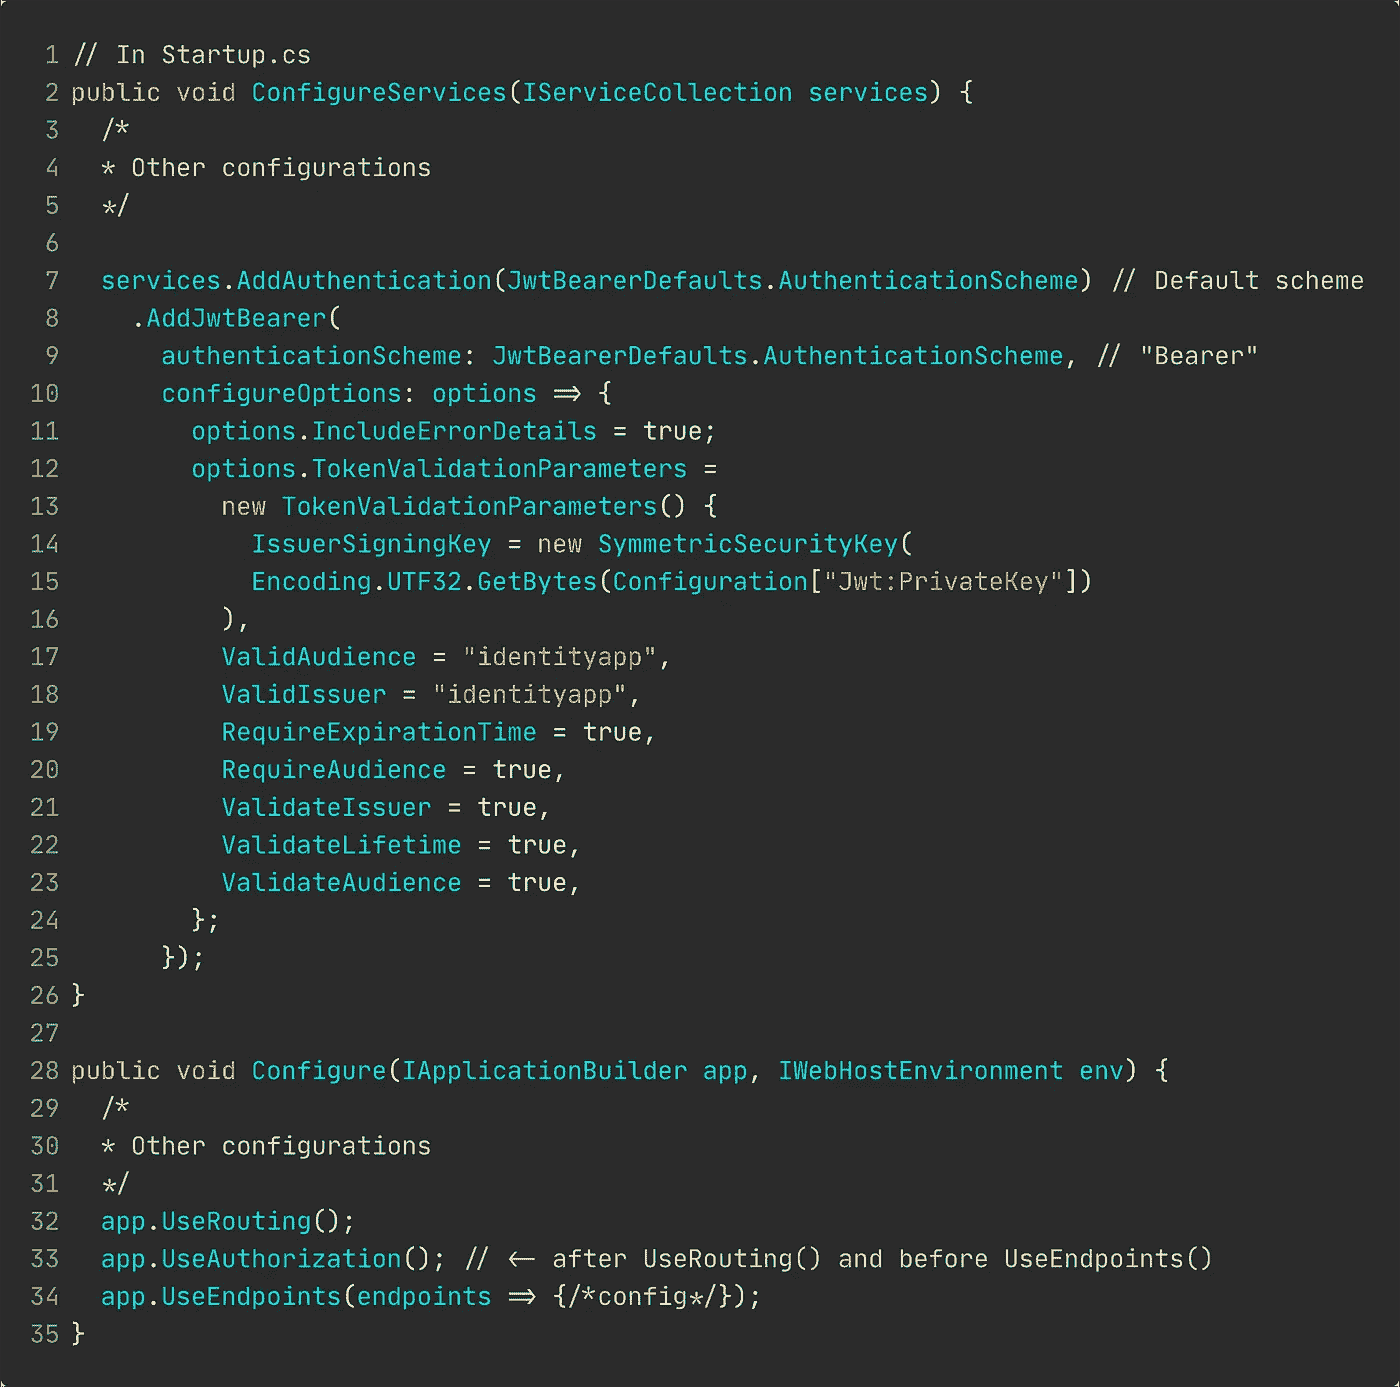 1 // In Startup.cs
2 public void ConfigureServices(IServiceCollection services) {
3   /*
4   * Other configurations
5   */
6
7   services.AddAuthentication(JwtBearerDefaults.AuthenticationScheme) // Default scheme
8     .AddJwtBearer(
9       authenticationScheme: JwtBearerDefaults.AuthenticationScheme, // "Bearer"
10       configureOptions: options => {
11         options.IncludeErrorDetails = true;
12         options.TokenValidationParameters =
13           new TokenValidationParameters() {
14             IssuerSigningKey = new SymmetricSecurityKey(
15             Encoding.UTF32.GetBytes(Configuration["Jwt:PrivateKey"])
16           ),
17           ValidAudience = "identityapp",
18           ValidIssuer = "identityapp",
19           RequireExpirationTime = true,
20           RequireAudience = true,
21           ValidateIssuer = true,
22           ValidateLifetime = true,
23           ValidateAudience = true,
24         };
25       });
26 }
27
28 public void Configure(IApplicationBuilder app, IWebHostEnvironment env) {
29   /*
30   * Other configurations
31   */
32   app.UseRouting();
33   app.UseAuthorization(); // <- after UseRouting() and before UseEndpoints()
34   app.UseEndpoints(endpoints => {/*config*/});
35 }